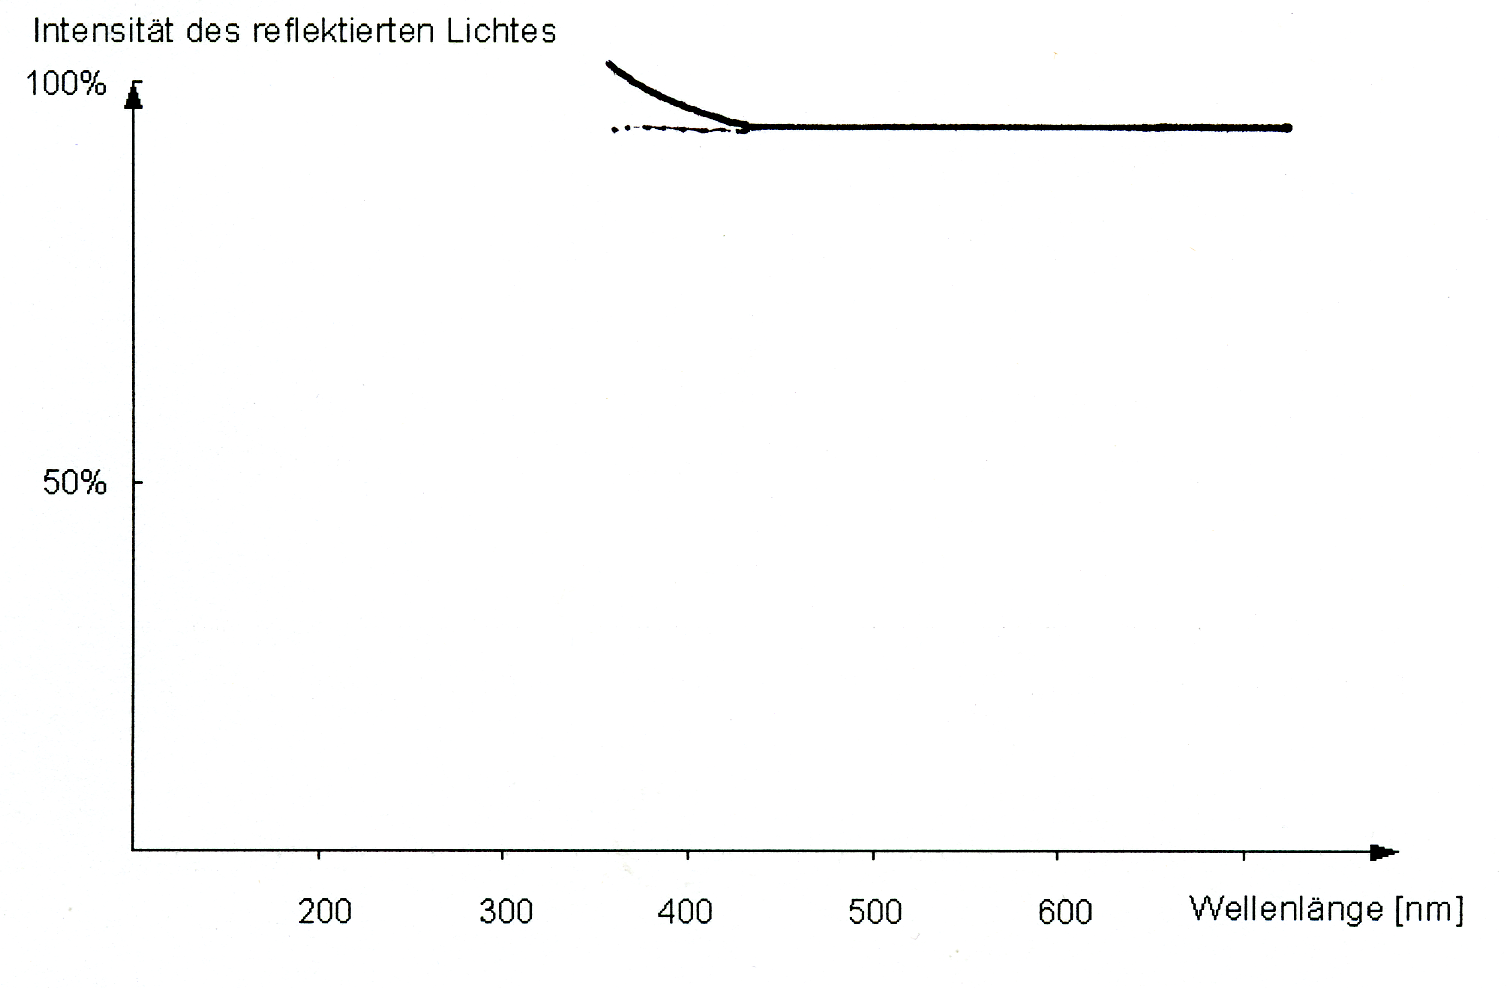 Intensität des reflektierten Lichtes
100%
50%
200 300 400 500 600 Wellenlänge [nm]